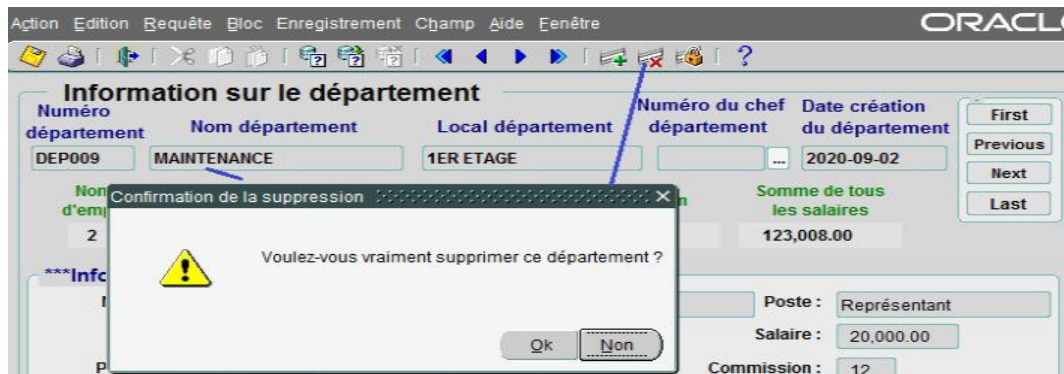 Action Edition Requête Bloc Enregistrement Champ Aide Fenêtre ORACL
Information sur le département
Numéro département Nom département Local département Numéro du chef département Date création du département
DEP009 MAINTENANCE 1ER ETAGE ... 2020-09-02
First
Previous
Next
Last
Somme de tous les salaires
2 123,008.00
Confirmation de la suppression
Voulez-vous vraiment supprimer ce département ?
Ok Non
Poste : Représentant
Salaire : 20,000.00
Commission : 12